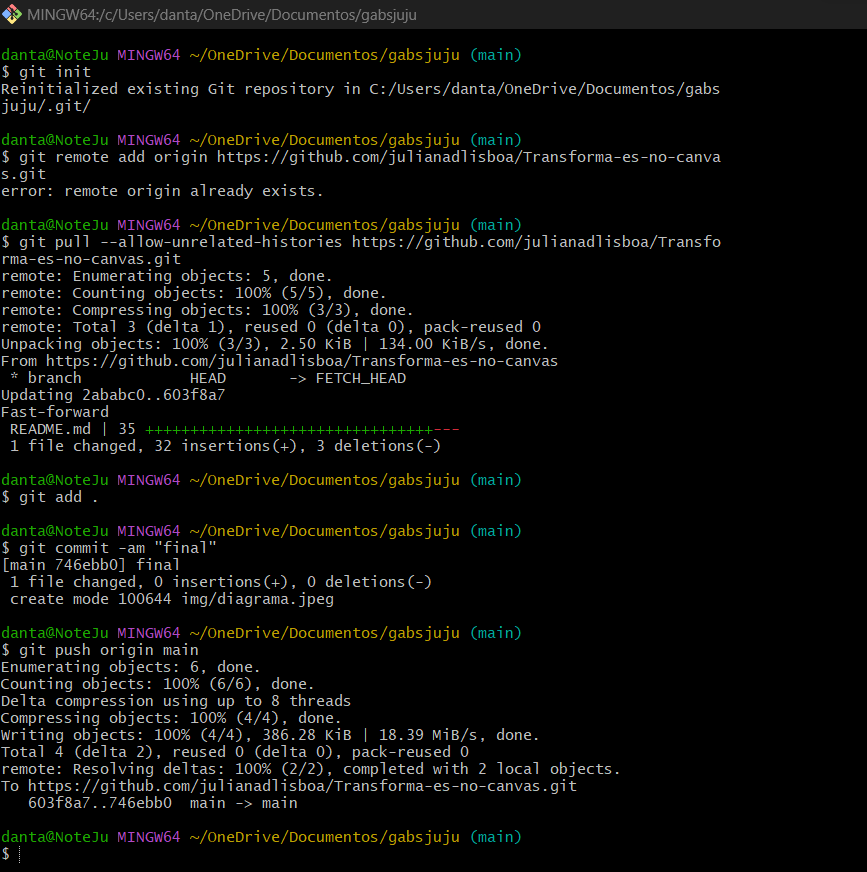 MINGW64:/c/Users/danta/OneDrive/Documentos/gabsjuju
danta@NoteJu MINGW64 ~/OneDrive/Documentos/gabsjuju (main)
$ git init
Reinitialized existing Git repository in C:/Users/danta/OneDrive/Documentos/gabs
juju/.git/
danta@NoteJu MINGW64 ~/OneDrive/Documentos/gabsjuju (main)
$ git remote add origin https://github.com/julianadlisboa/Transforma-es-no-canva
s.git
error: remote origin already exists.
danta@NoteJu MINGW64 ~/OneDrive/Documentos/gabsjuju (main)
$ git pull --allow-unrelated-histories https://github.com/julianadlisboa/Transfo
rma-es-no-canvas.git
remote: Enumerating objects: 5, done.
remote: Counting objects: 100% (5/5), done.
remote: Compressing objects: 100% (3/3), done.
remote: Total 3 (delta 1), reused 0 (delta 0), pack-reused 0
Unpacking objects: 100% (3/3), 2.50 KiB | 134.00 KiB/s, done.
From https://github.com/julianadlisboa/Transforma-es-no-canvas
 * branch            HEAD       -> FETCH_HEAD
Updating 2ababc0..603f8a7
Fast-forward
 README.md | 35 ++++++++++++++++++++++++++++++++---
 1 file changed, 32 insertions(+), 3 deletions(-)
danta@NoteJu MINGW64 ~/OneDrive/Documentos/gabsjuju (main)
$ git add .
danta@NoteJu MINGW64 ~/OneDrive/Documentos/gabsjuju (main)
$ git commit -am "final"
[main 746ebb0] final
 1 file changed, 0 insertions(+), 0 deletions(-)
 create mode 100644 img/diagrama.jpeg
danta@NoteJu MINGW64 ~/OneDrive/Documentos/gabsjuju (main)
$ git push origin main
Enumerating objects: 6, done.
Counting objects: 100% (6/6), done.
Delta compression using up to 8 threads
Compressing objects: 100% (4/4), done.
Writing objects: 100% (4/4), 386.28 KiB | 18.39 MiB/s, done.
Total 4 (delta 2), reused 0 (delta 0), pack-reused 0
remote: Resolving deltas: 100% (2/2), completed with 2 local objects.
To https://github.com/julianadlisboa/Transforma-es-no-canvas.git
   603f8a7..746ebb0  main -> main
danta@NoteJu MINGW64 ~/OneDrive/Documentos/gabsjuju (main)
$